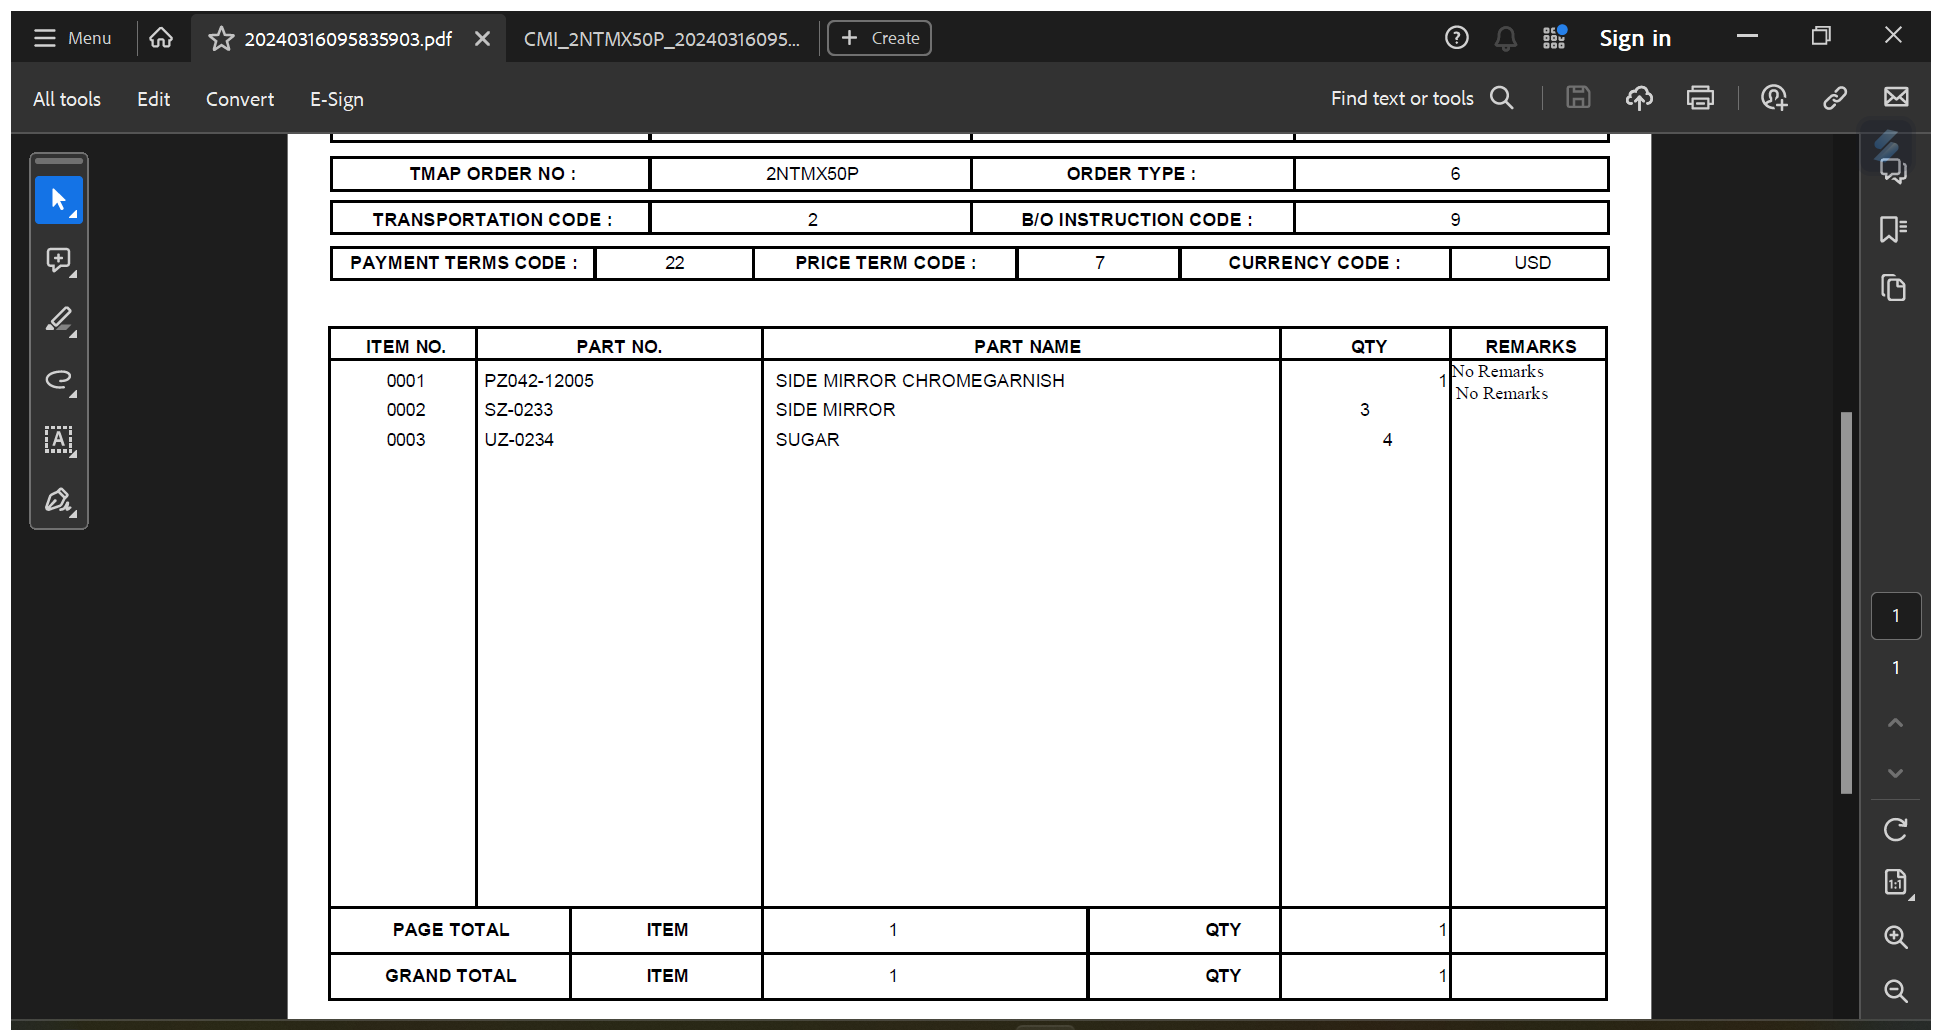 Menu 20240316095835903.pdf CMI_2NTMX50P_20240316095... Create Sign in
All tools Edit Convert E-Sign Find text or tools
TMAP ORDER NO : 2NTMX50P ORDER TYPE : 6
TRANSPORTATION CODE : 2 B/O INSTRUCTION CODE : 9
PAYMENT TERMS CODE : 22 PRICE TERM CODE : 7 CURRENCY CODE : USD
ITEM NO. PART NO. PART NAME QTY REMARKS
0001 PZ042-12005 SIDE MIRROR CHROMEGARNISH 1 No Remarks
No Remarks
0002 SZ-0233 SIDE MIRROR 3
0003 UZ-0234 SUGAR 4
1
1
PAGE TOTAL ITEM 1 QTY 1
GRAND TOTAL ITEM 1 QTY 1